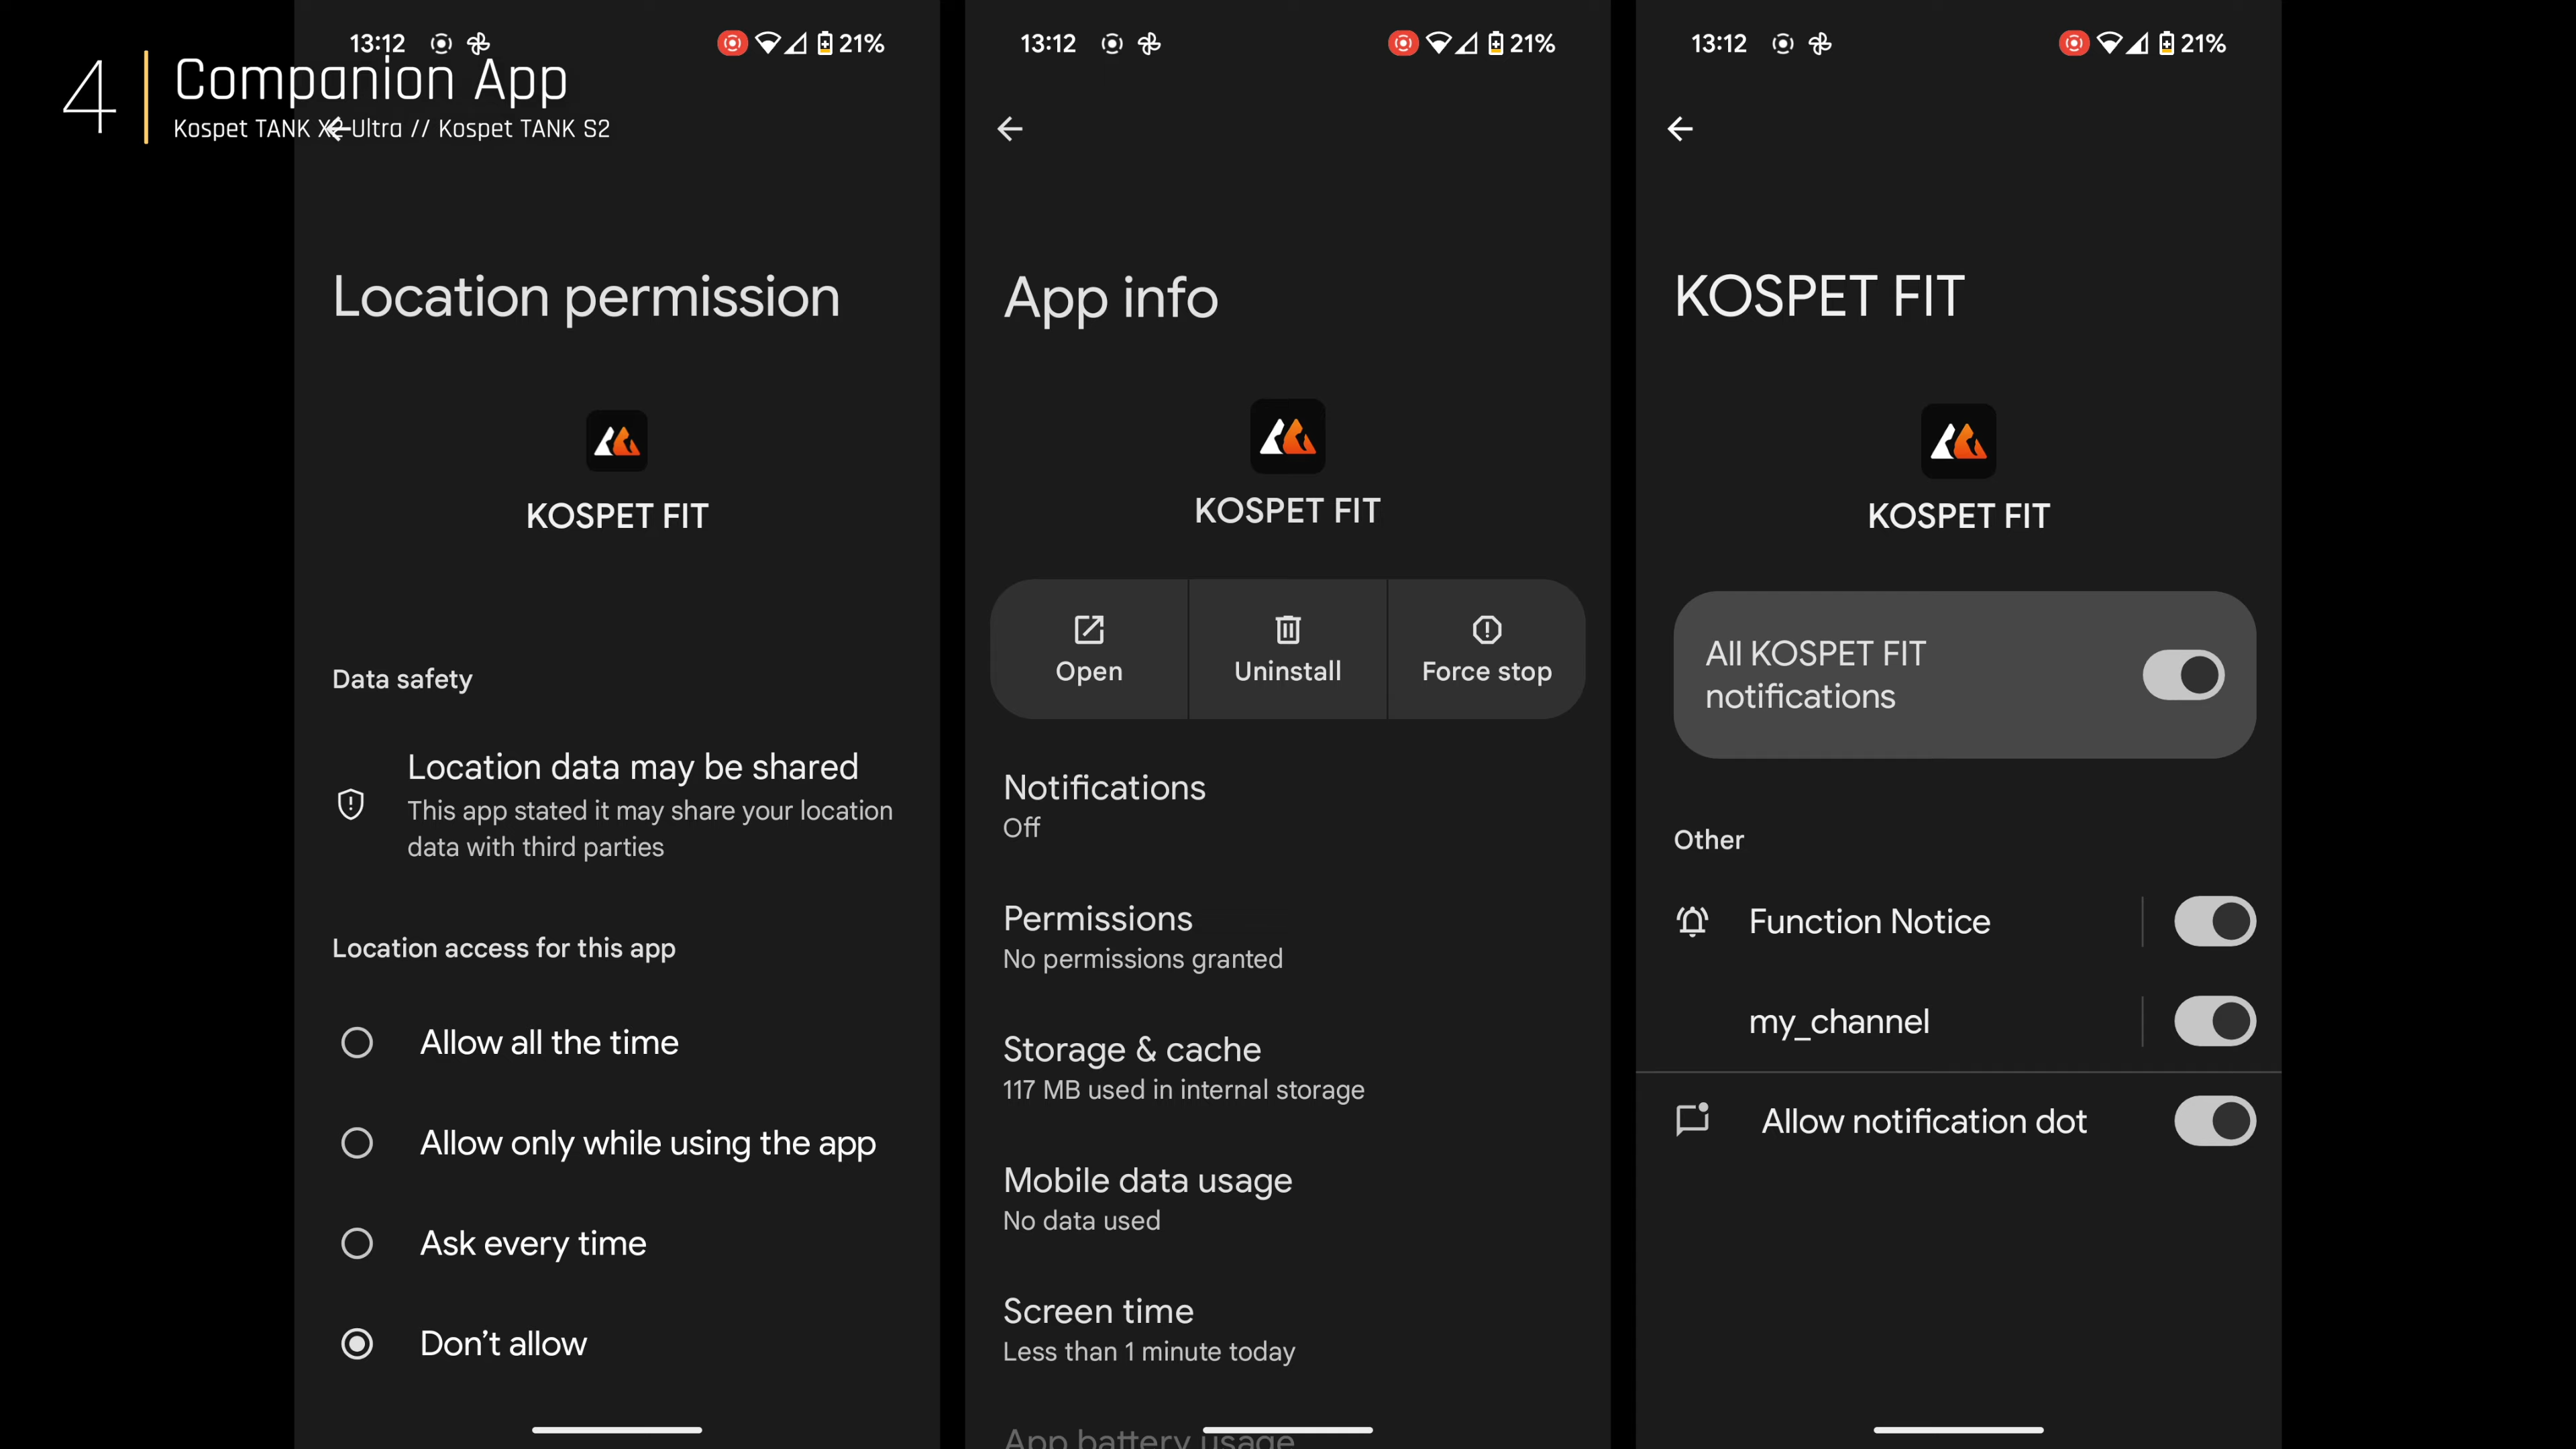 4
Companion App
Kospet TANK X2 Ultra // Kospet TANK S2
13:12
21%
Location permission
KOSPET FIT
Data safety
Location data may be shared
This app stated it may share your location
data with third parties
Location access for this app
Allow all the time
Allow only while using the app
Ask every time
Don't allow
13:12
21%
App info
KOSPET FIT
Open
Uninstall
Force stop
Notifications
Off
Permissions
No permissions granted
Storage & cache
117 MB used in internal storage
Mobile data usage
No data used
Screen time
Less than 1 minute today
App battery usage
13:12
21%
KOSPET FIT
KOSPET FIT
All KOSPET FIT
notifications
Other
Function Notice
my_channel
Allow notification dot